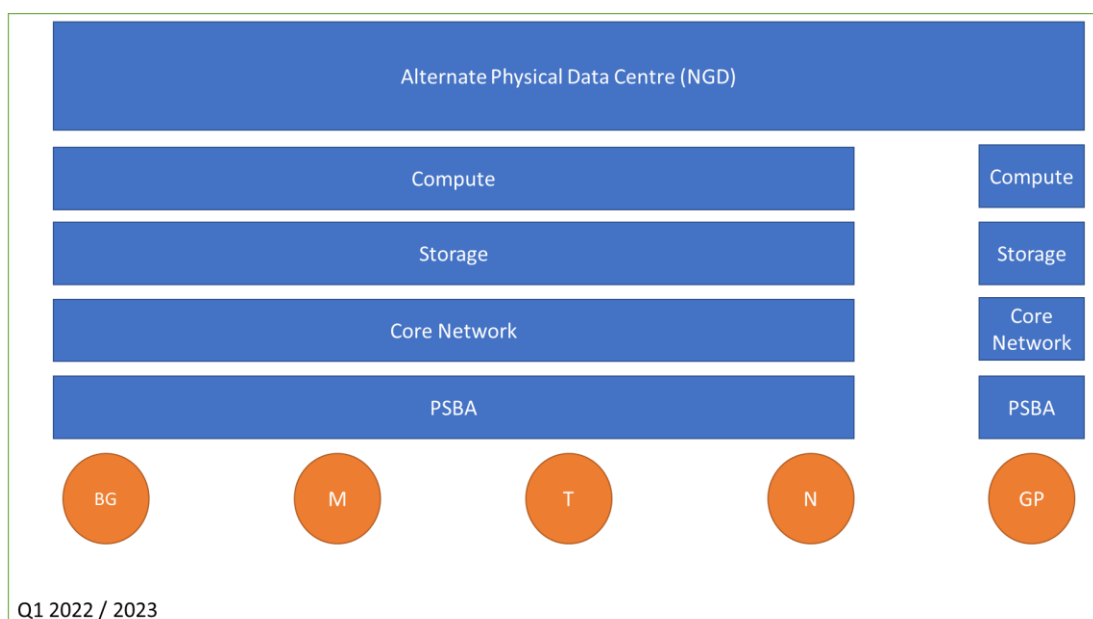 Alternate Physical Data Centre (NGD)
Compute
Compute
Storage
Storage
Core Network
Core
Network
PSBA
PSBA
BG
M
T
N
GP
Q1 2022 / 2023